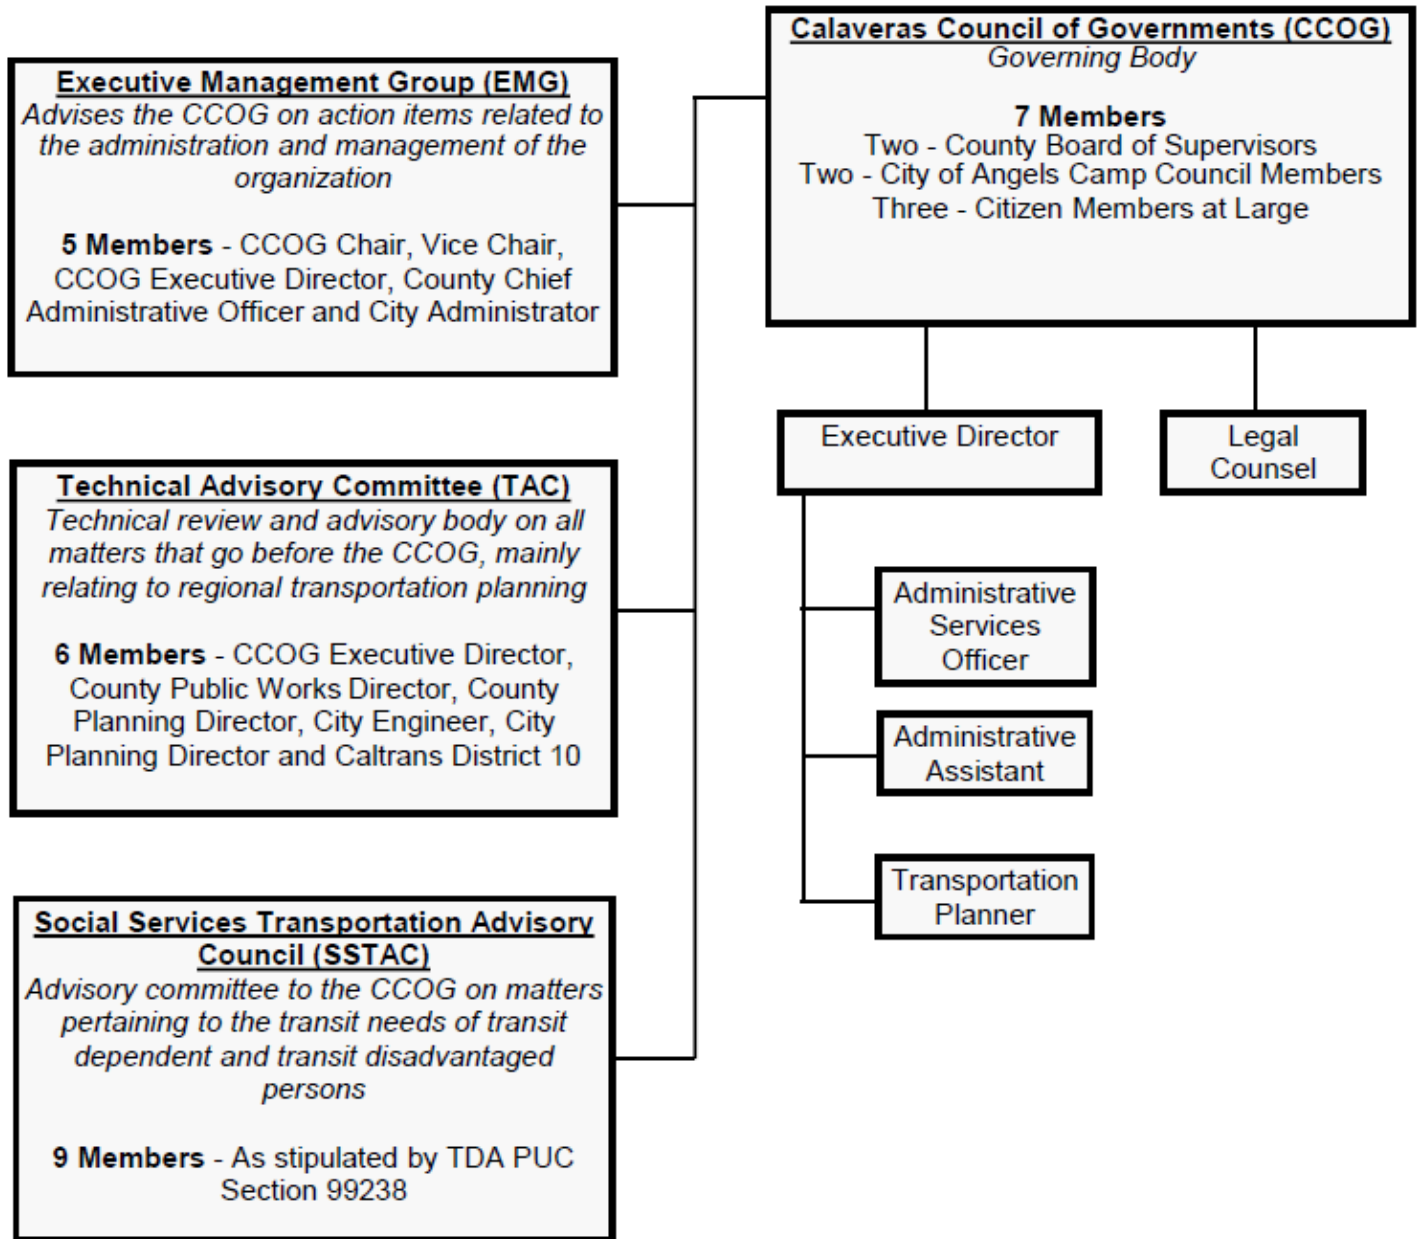 Calaveras Council of Governments (CCOG)
Governing Body
7 Members
Two - County Board of Supervisors
Two - City of Angels Camp Council Members
Three - Citizen Members at Large
Executive Management Group (EMG)
Advises the CCOG on action items related to
the administration and management of the
organization
5 Members - CCOG Chair, Vice Chair,
CCOG Executive Director, County Chief
Administrative Officer and City Administrator
Technical Advisory Committee (TAC)
Technical review and advisory body on all
matters that go before the CCOG, mainly
relating to regional transportation planning
6 Members - CCOG Executive Director,
County Public Works Director, County
Planning Director, City Engineer, City
Planning Director and Caltrans District 10
Social Services Transportation Advisory
Council (SSTAC)
Advisory committee to the CCOG on matters
pertaining to the transit needs of transit
dependent and transit disadvantaged
persons
9 Members - As stipulated by TDA PUC
Section 99238
Executive Director
Legal
Counsel
Administrative
Services
Officer
Administrative
Assistant
Transportation
Planner